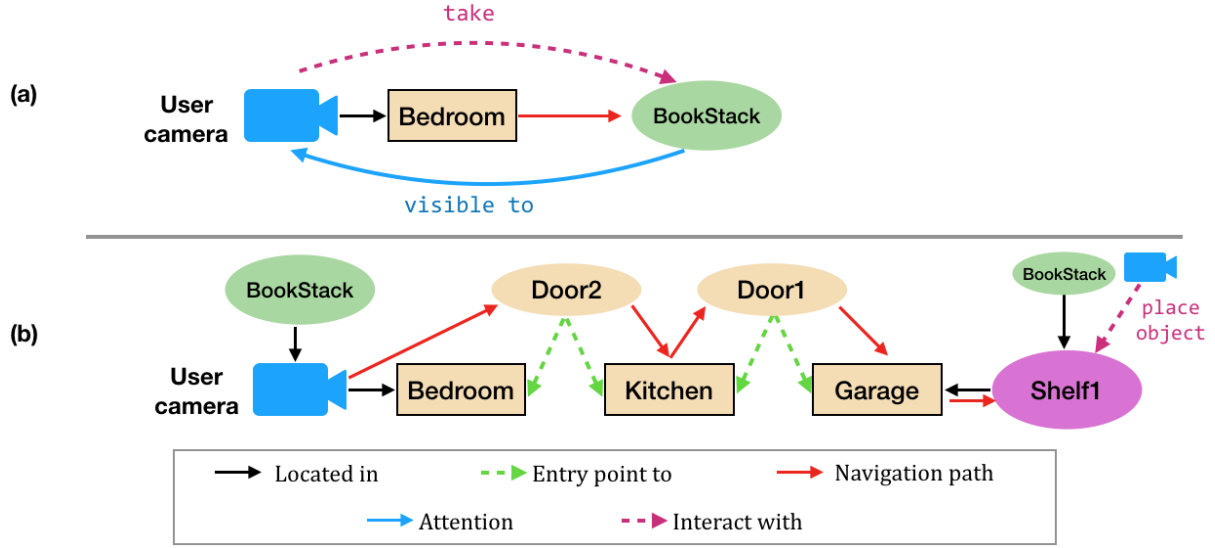 take
(a)
User
camera
Bedroom
BookStack
visible to
BookStack
Door2
Door1
BookStack
place
object
(b)
User
camera
Bedroom
Kitchen
Garage
Shelf1
Located in
Entry point to
Navigation path
Attention
Interact with